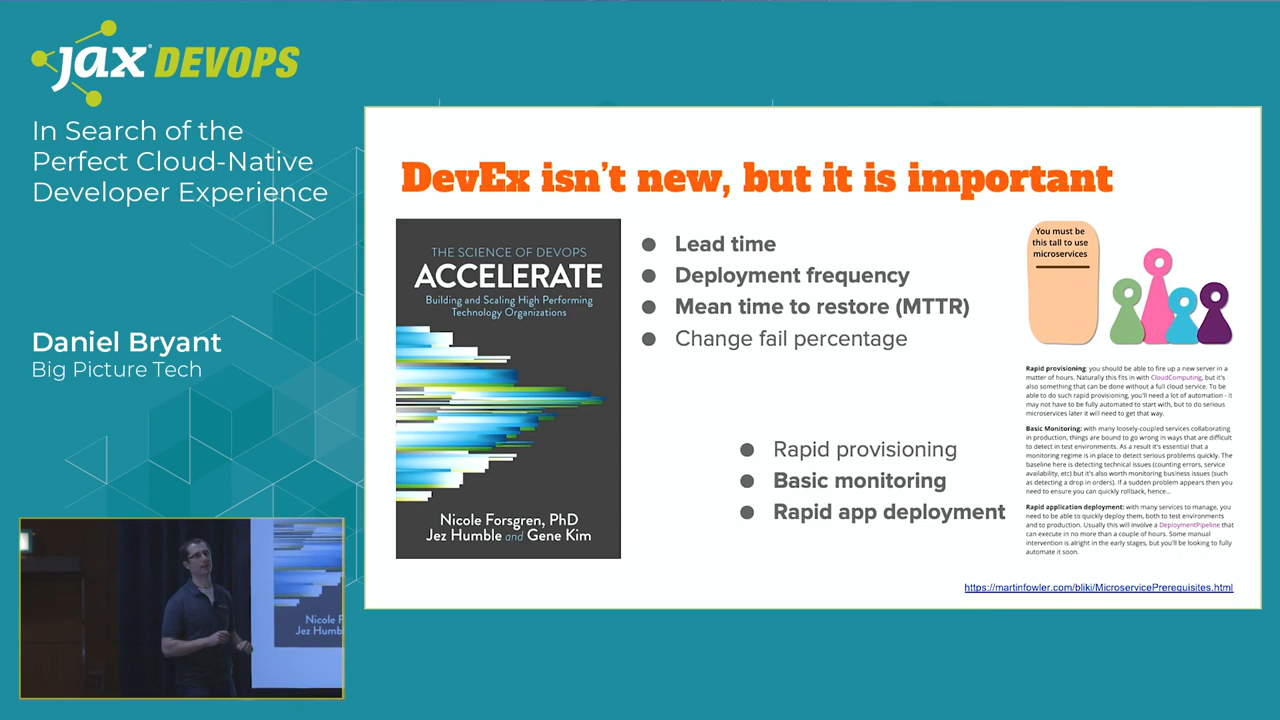 jax DEVOPS
In Search of the
Perfect Cloud-Native
Developer Experience
Daniel Bryant
Big Picture Tech
DevEx isn't new, but it is important
THE SCIENCE OF DEVOPS
ACCELERATE
Building and Scaling High Performing
Technology Organizations
Nicole Forsgren, PhD
Jez Humble and Gene Kim
● Lead time
● Deployment frequency
● Mean time to restore (MTTR)
● Change fail percentage
● Rapid provisioning
● Basic monitoring
● Rapid app deployment
You must be
this tall to use
microservices
Rapid provisioning: you should be able to fire up a new server in a
matter of hours. Naturally this fits in with CloudComputing, but it's
also something that can be done without a full cloud service. To be
able to do such rapid provisioning, you'll need a lot of automation - it
may not have to be fully automated to start with, but to do serious
microservices later it will need to get that way.
Basic Monitoring: with many loosely-coupled services collaborating
in production, things are bound to go wrong in ways that are difficult
to detect in test environments. As a result it's essential that a
monitoring regime is in place to detect serious problems quickly. The
baseline here is detecting technical issues (counting errors, service
availability, etc) but it's also worth monitoring business issues (such
as detecting a drop in orders). If a sudden problem appears then you
need to ensure you can quickly rollback, hence...
Rapid application deployment: with many services to manage, you
need to be able to quickly deploy them, both to test environments
and to production. Usually this will involve a DeploymentPipeline that
can execute in no more than a couple of hours. Some manual
intervention is alright in the early stages, but you'll be looking to fully
automate it soon.
https://martinfowler.com/bliki/MicroservicePrerequisites.html
Nicole F
Jez Humb